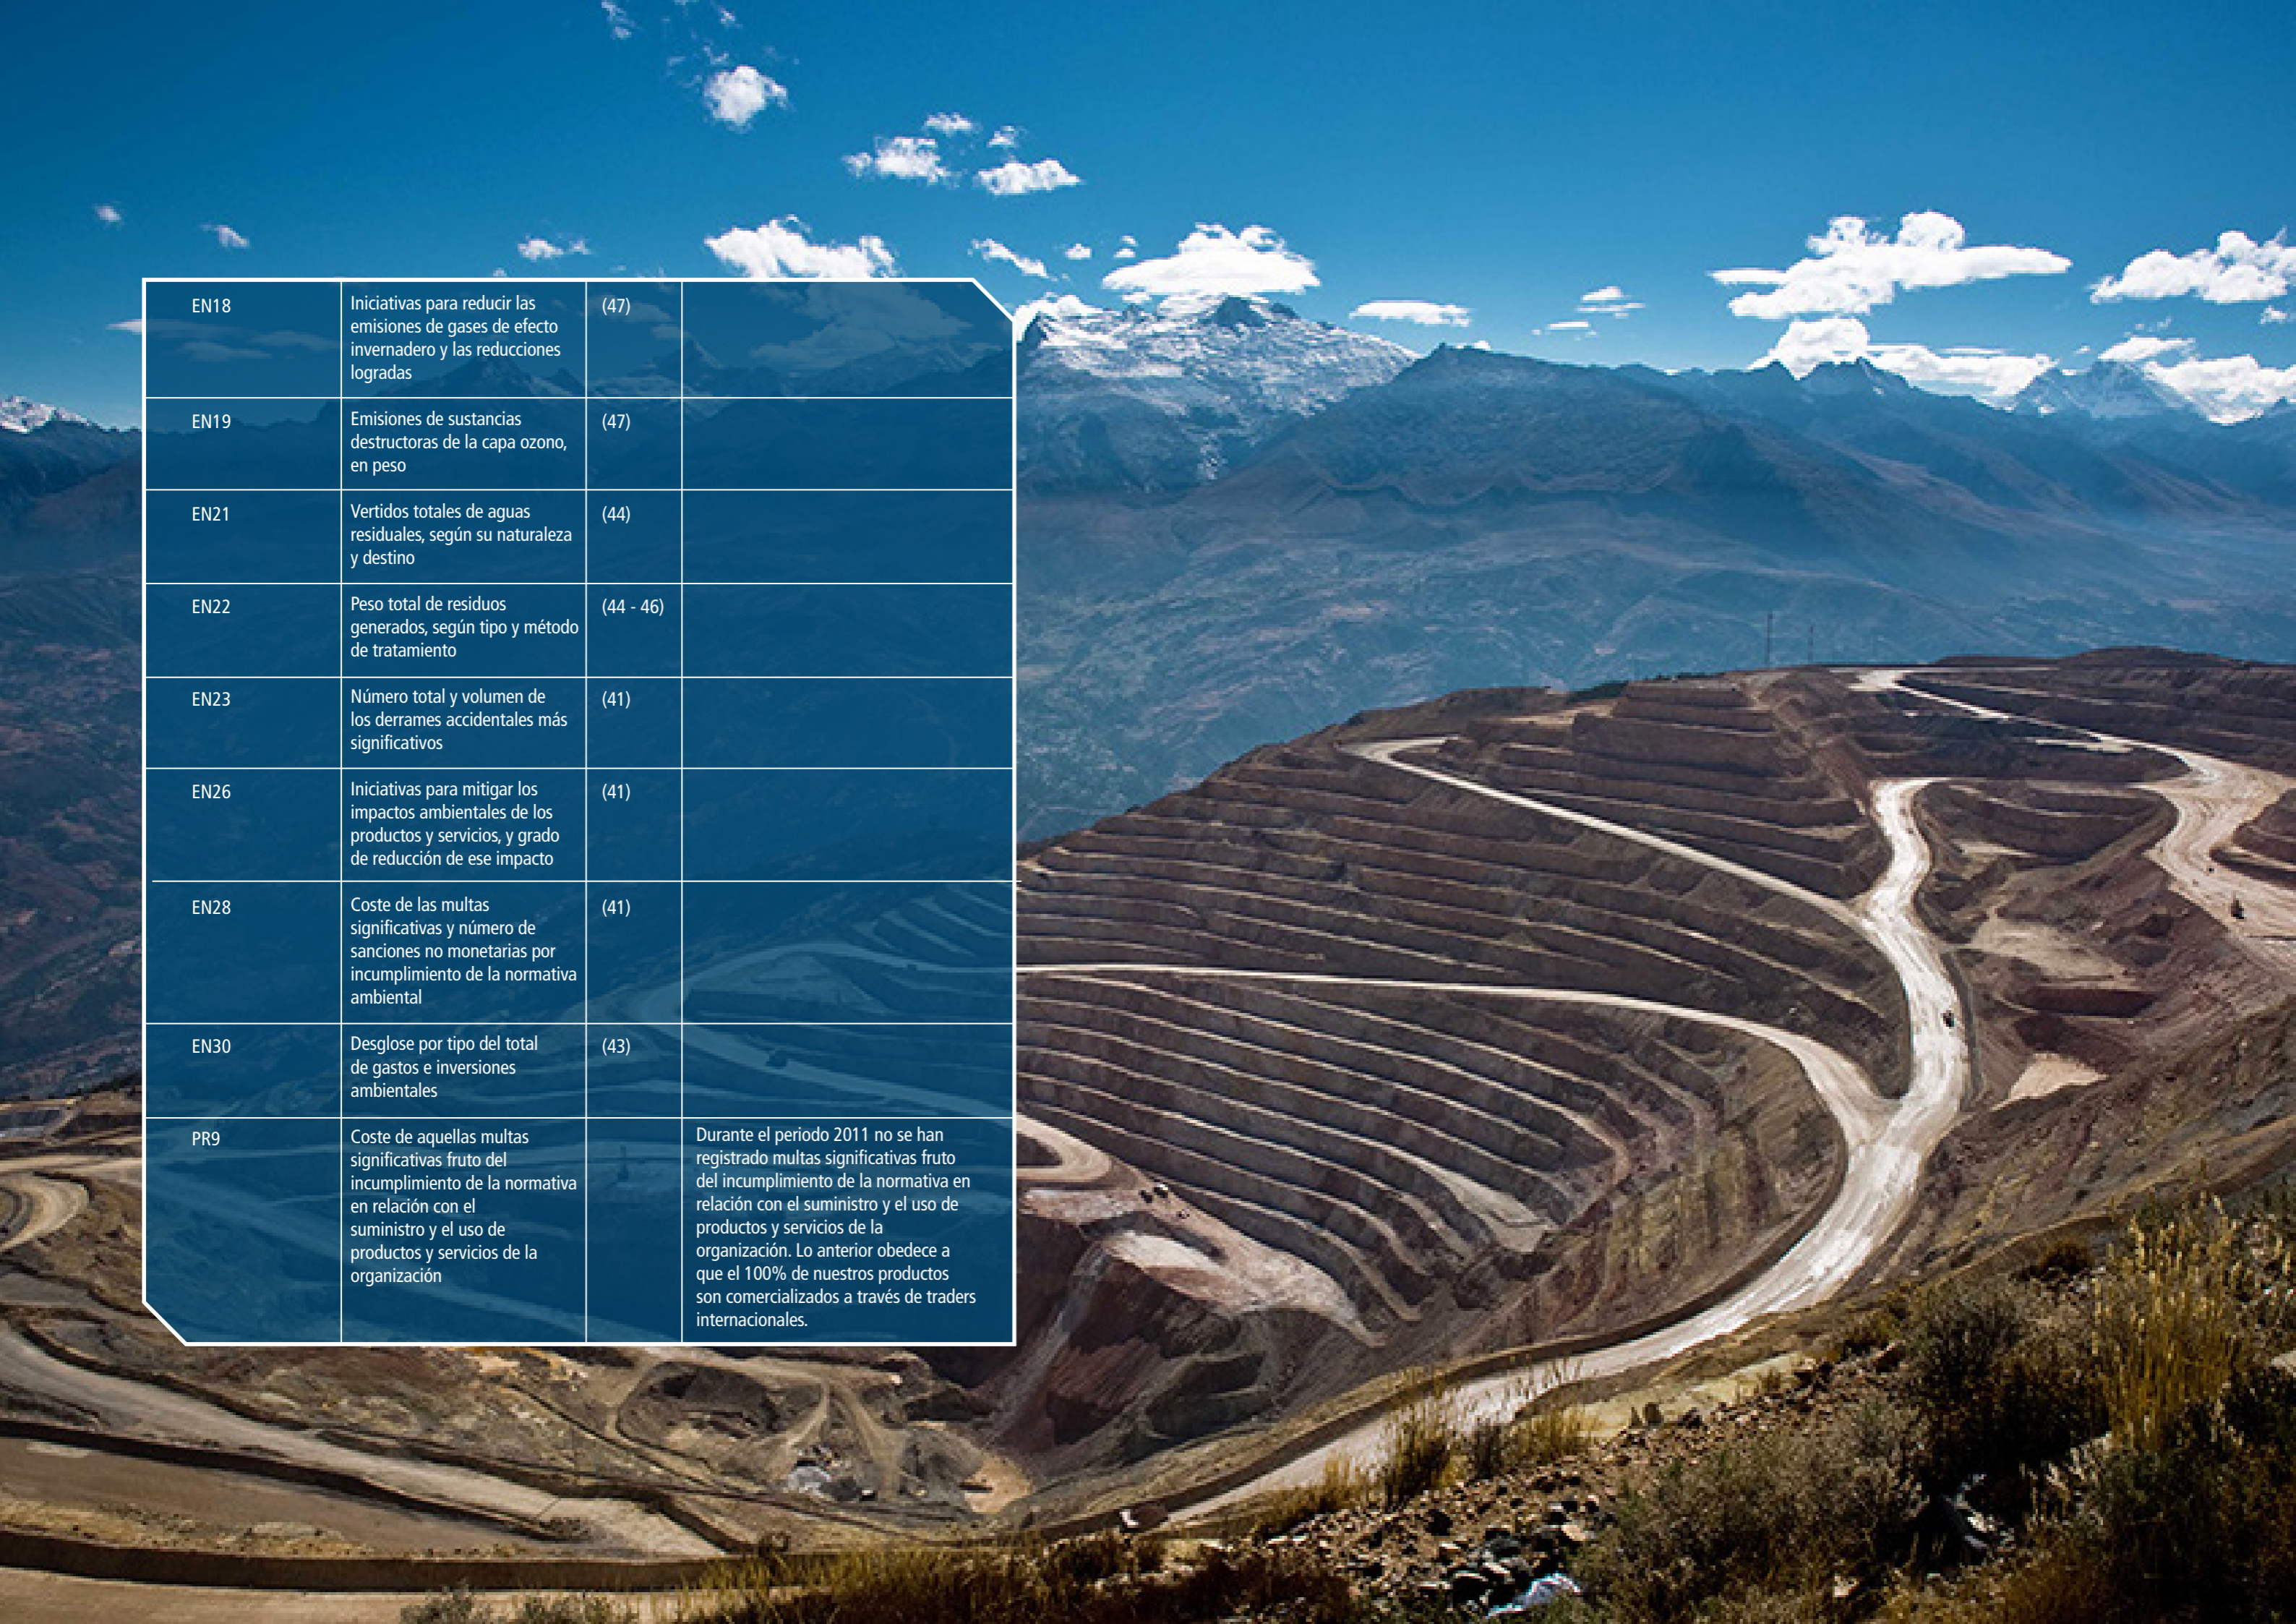 EN18
Iniciativas para reducir las
emisiones de gases de efecto
invernadero y las reducciones
logradas
(47)
EN19
Emisiones de sustancias
destructoras de la capa ozono,
en peso
(47)
EN21
Vertidos totales de aguas
residuales, según su naturaleza
y destino
(44)
EN22
Peso total de residuos
generados, según tipo y método
de tratamiento
(44 - 46)
EN23
Número total y volumen de
los derrames accidentales más
significativos
(41)
EN26
Iniciativas para mitigar los
impactos ambientales de los
productos y servicios, y grado
de reducción de ese impacto
(41)
EN28
Coste de las multas
significativas y número de
sanciones no monetarias por
incumplimiento de la normativa
ambiental
(41)
EN30
Desglose por tipo del total
de gastos e inversiones
ambientales
(43)
PR9
Coste de aquellas multas
significativas fruto del
incumplimiento de la normativa
en relación con el
suministro y el uso de
productos y servicios de la
organización
Durante el periodo 2011 no se han
registrado multas significativas fruto
del incumplimiento de la normativa en
relación con el suministro y el uso de
productos y servicios de la
organización. Lo anterior obedece a
que el 100% de nuestros productos
son comercializados a través de traders
internacionales.